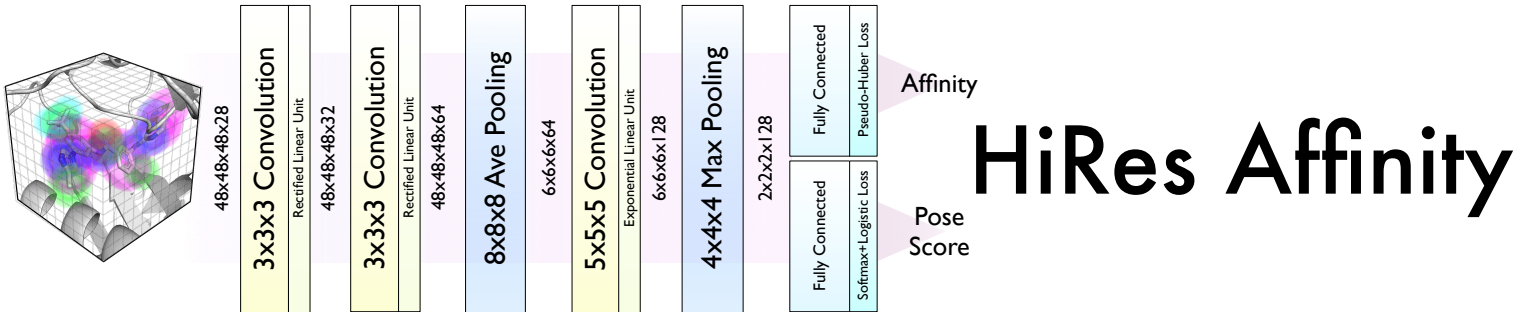 48x48x48x28
3x3x3 Convolution
Rectified Linear Unit
48x48x48x32
3x3x3 Convolution
Rectified Linear Unit
48x48x48x64
8x8x8 Ave Pooling
6x6x6x64
5x5x5 Convolution
Exponential Linear Unit
6x6x6x128
4x4x4 Max Pooling
2x2x2x128
Fully Connected
Pseudo-Huber Loss
Affinity
Fully Connected
Softmax+Logistic Loss
Pose
Score
HiRes Affinity